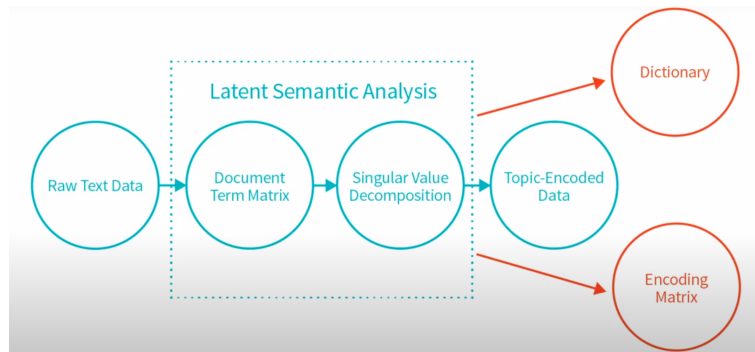 Latent Semantic Analysis
Raw Text Data
Document
Term Matrix
Singular Value
Decomposition
Topic-Encoded
Data
Dictionary
Encoding
Matrix